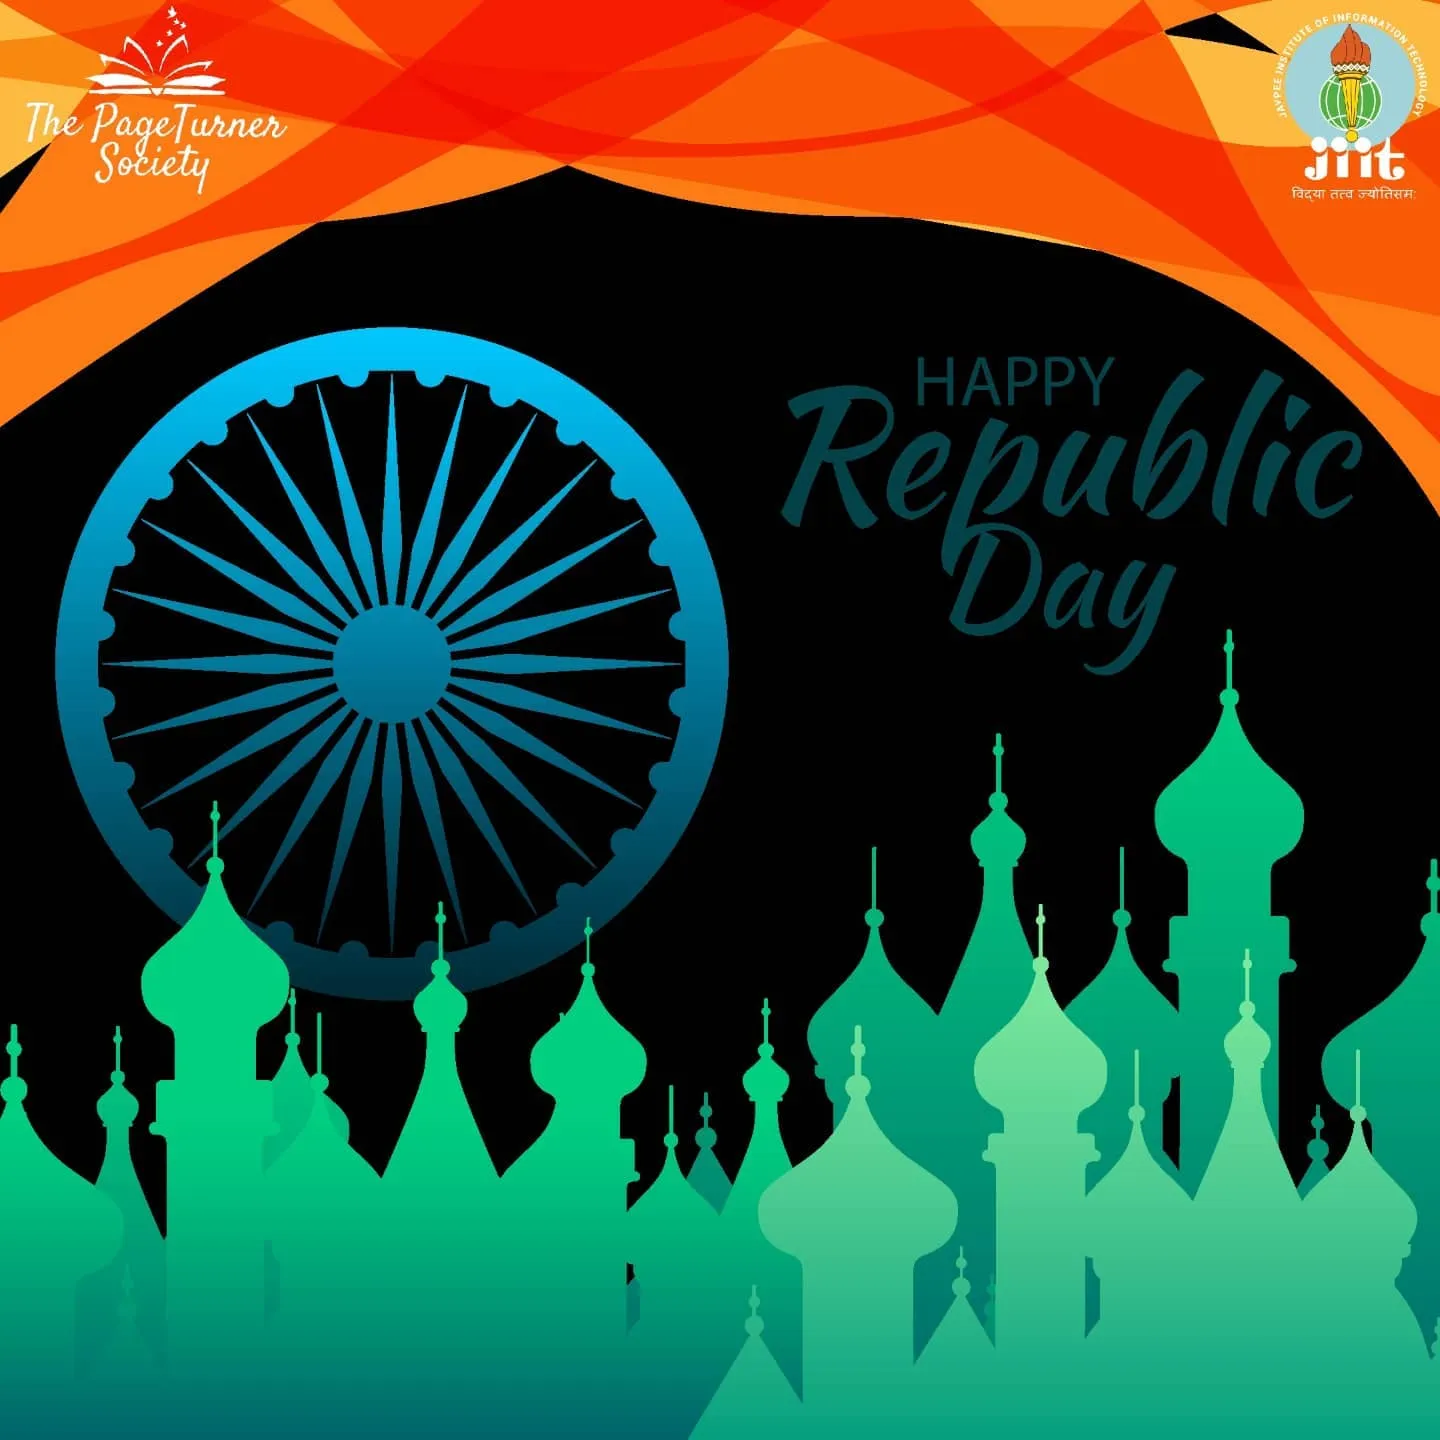 The PageTurner
Society
JAYPEE INSTITUTE OF INFORMATION TECHNOLOGY
jiit
विद्या तत्व ज्योतिसम:
HAPPY
Republic
Day